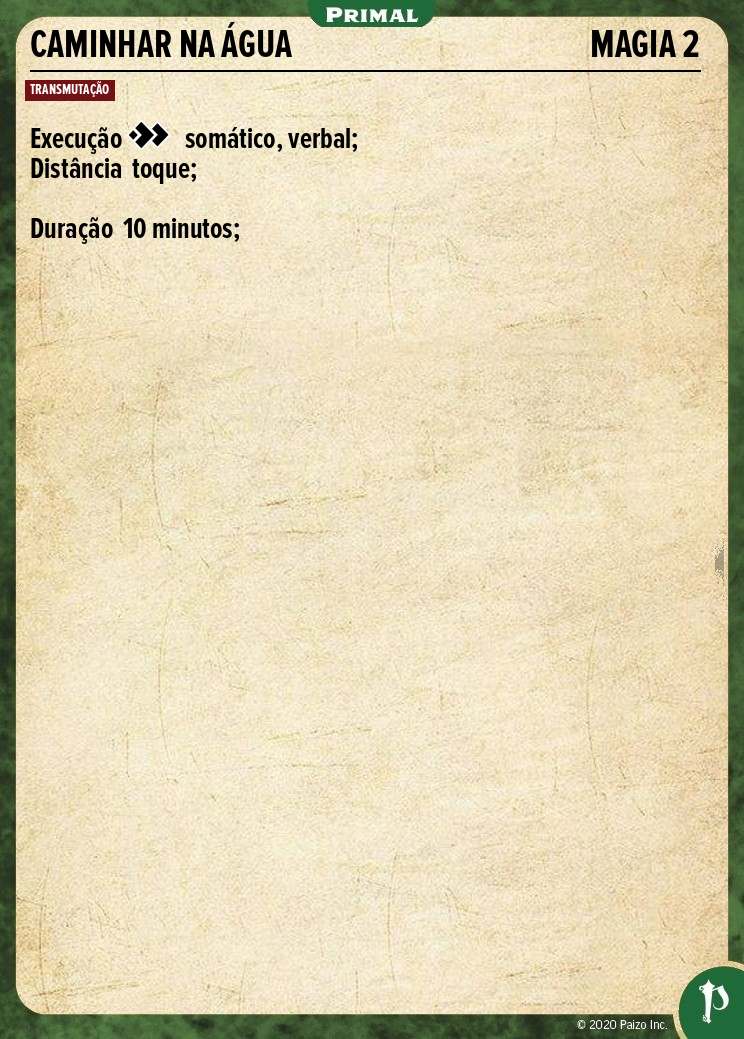 PRIMAL
CAMINHAR NA ÁGUA MAGIA 2
TRANSMUTAÇÃO
Execução somático, verbal;
Distância toque;
Duração 10 minutos;
© 2020 Paizo Inc.